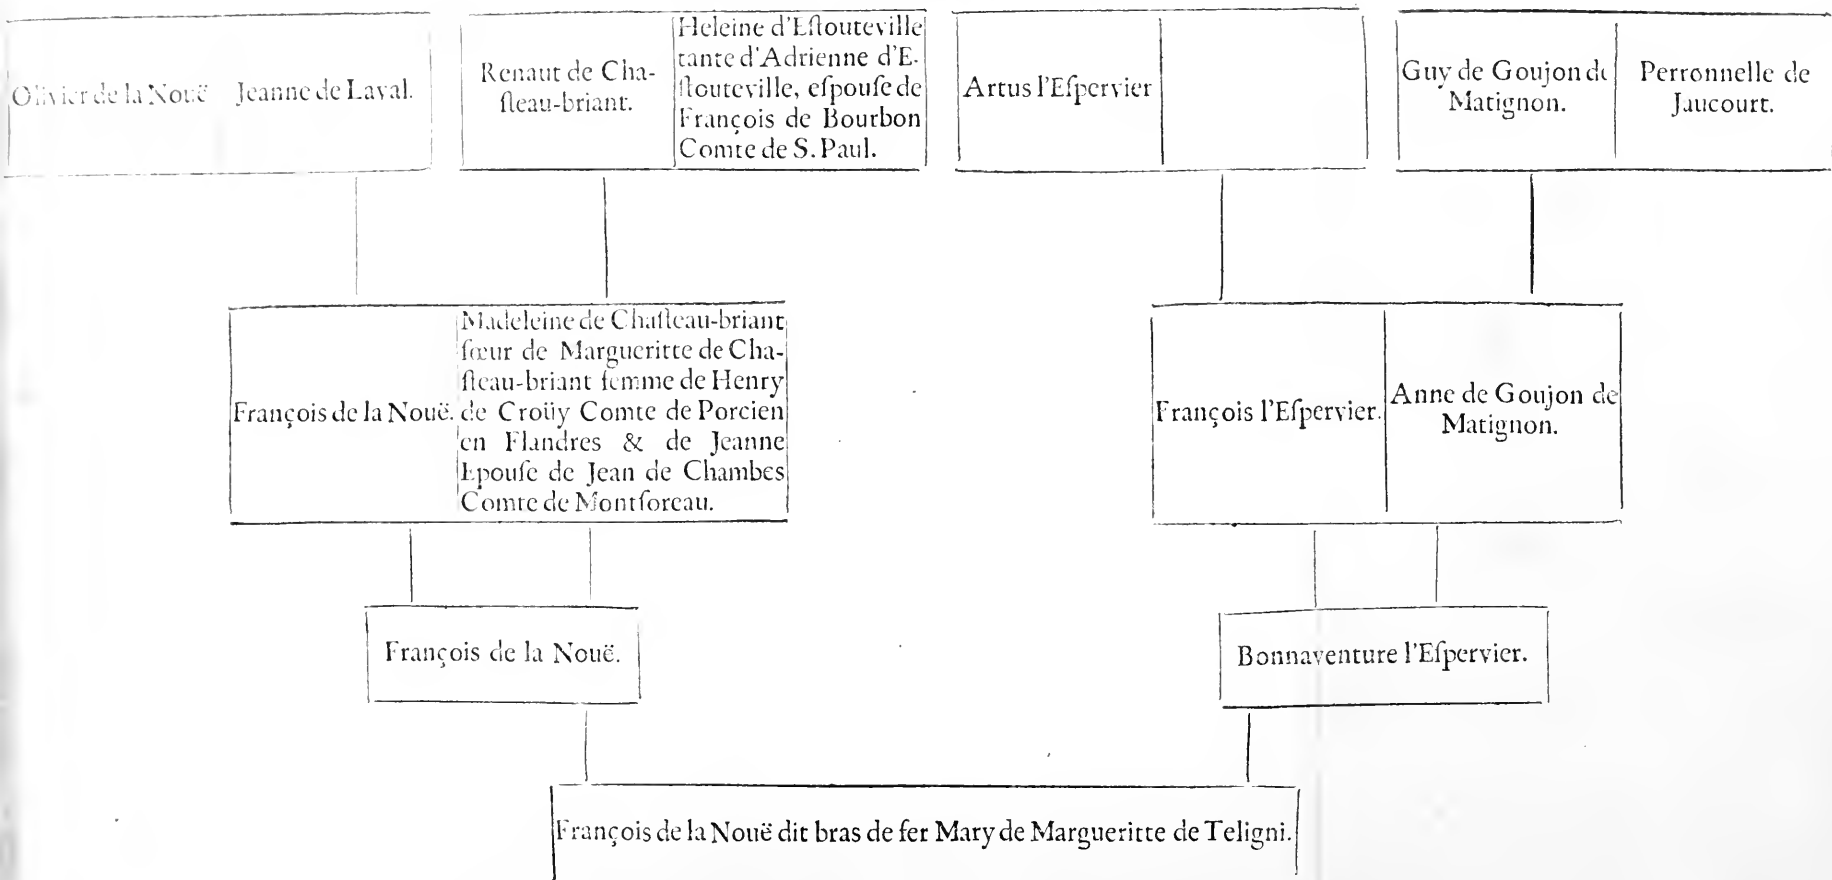 Olivier de la Nouë
Jeanne de Laval.
Renaut de Cha-
ſteau-briant.
Heleine d'Eſtouteville
tante d'Adrienne d'E-
ſtouteville, eſpouſe de
François de Bourbon
Comte de S. Paul.
Artus l'Eſpervier
Guy de Goujon de
Matignon.
Perronnelle de
Jaucourt.
François de la Nouë.
Madeleine de Chaſteau-briant
ſœur de Margueritte de Cha-
ſteau-briant femme de Henry
de Croüy Comte de Porcien
en Flandres & de Jeanne
Epouſe de Jean de Chambes
Comte de Montſoreau.
François l'Eſpervier.
Anne de Goujon de
Matignon.
François de la Nouë.
Bonnaventure l'Eſpervier.
François de la Nouë dit bras de fer Mary de Margueritte de Teligni.